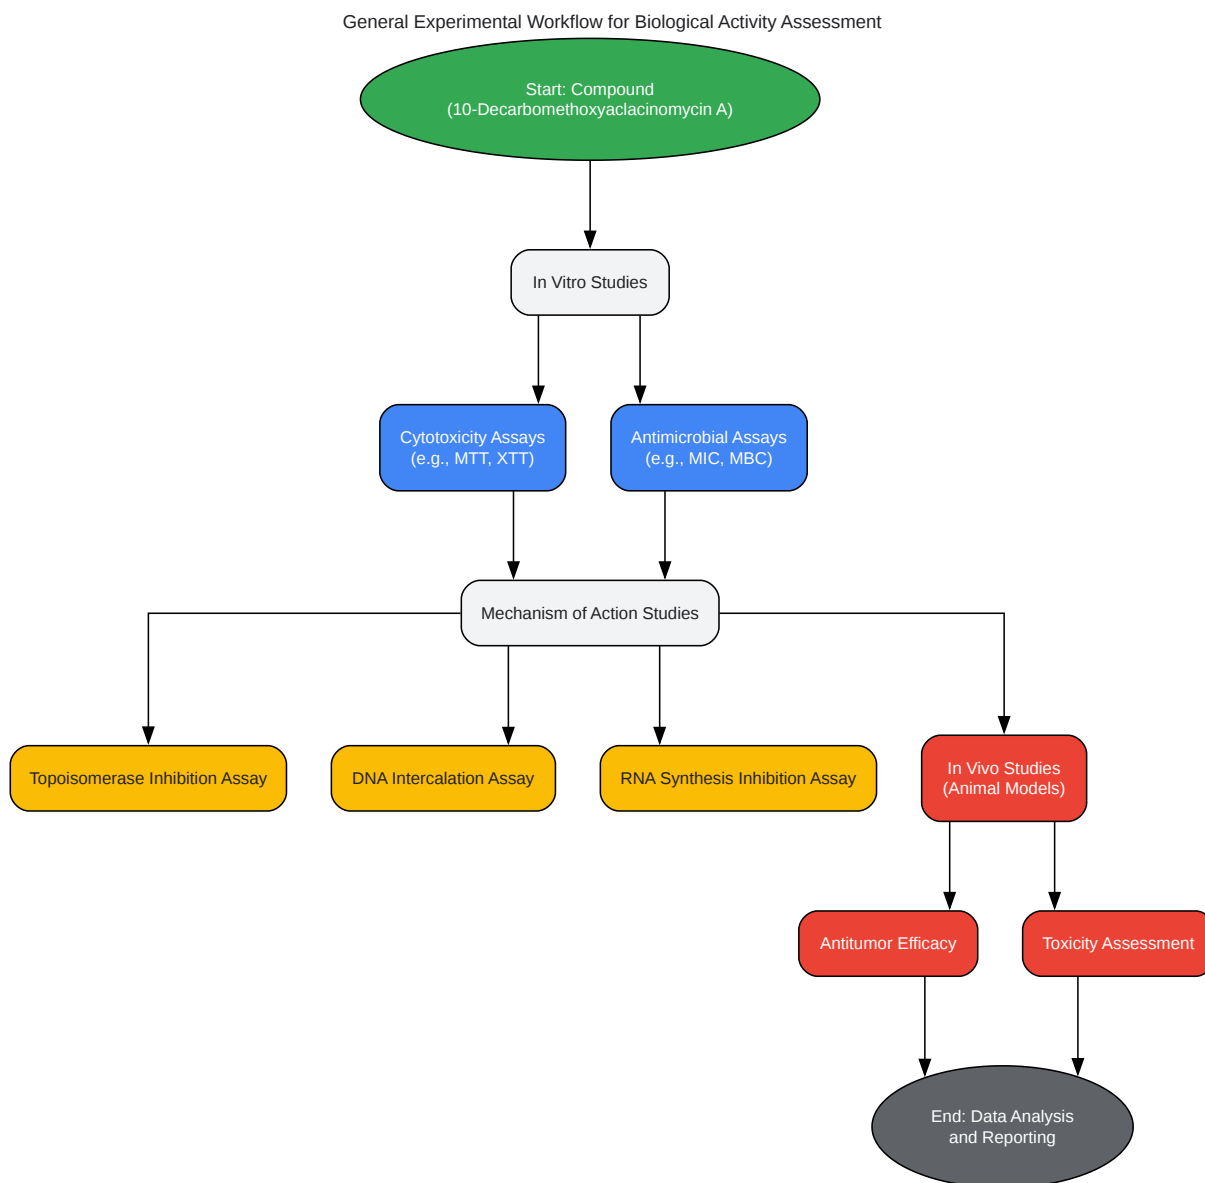 General Experimental Workflow for Biological Activity Assessment
Start: Compound
(10-Decarbomethoxyaclacinomycin A)
In Vitro Studies
Cytotoxicity Assays
(e.g., MTT, XTT)
Antimicrobial Assays
(e.g., MIC, MBC)
Mechanism of Action Studies
Topoisomerase Inhibition Assay
DNA Intercalation Assay
RNA Synthesis Inhibition Assay
In Vivo Studies
(Animal Models)
Antitumor Efficacy
Toxicity Assessment
End: Data Analysis
and Reporting